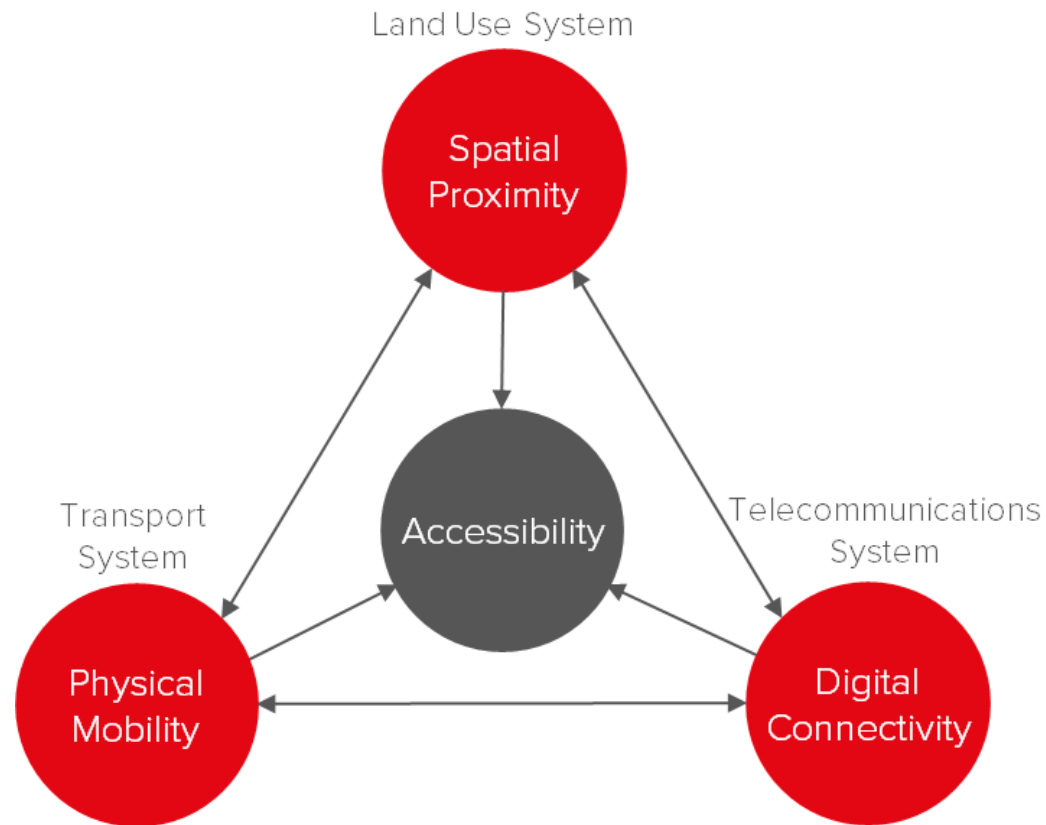 Land Use System
Spatial
Proximity
Accessibility
Transport
System
Physical
Mobility
Telecommunications
System
Digital
Connectivity